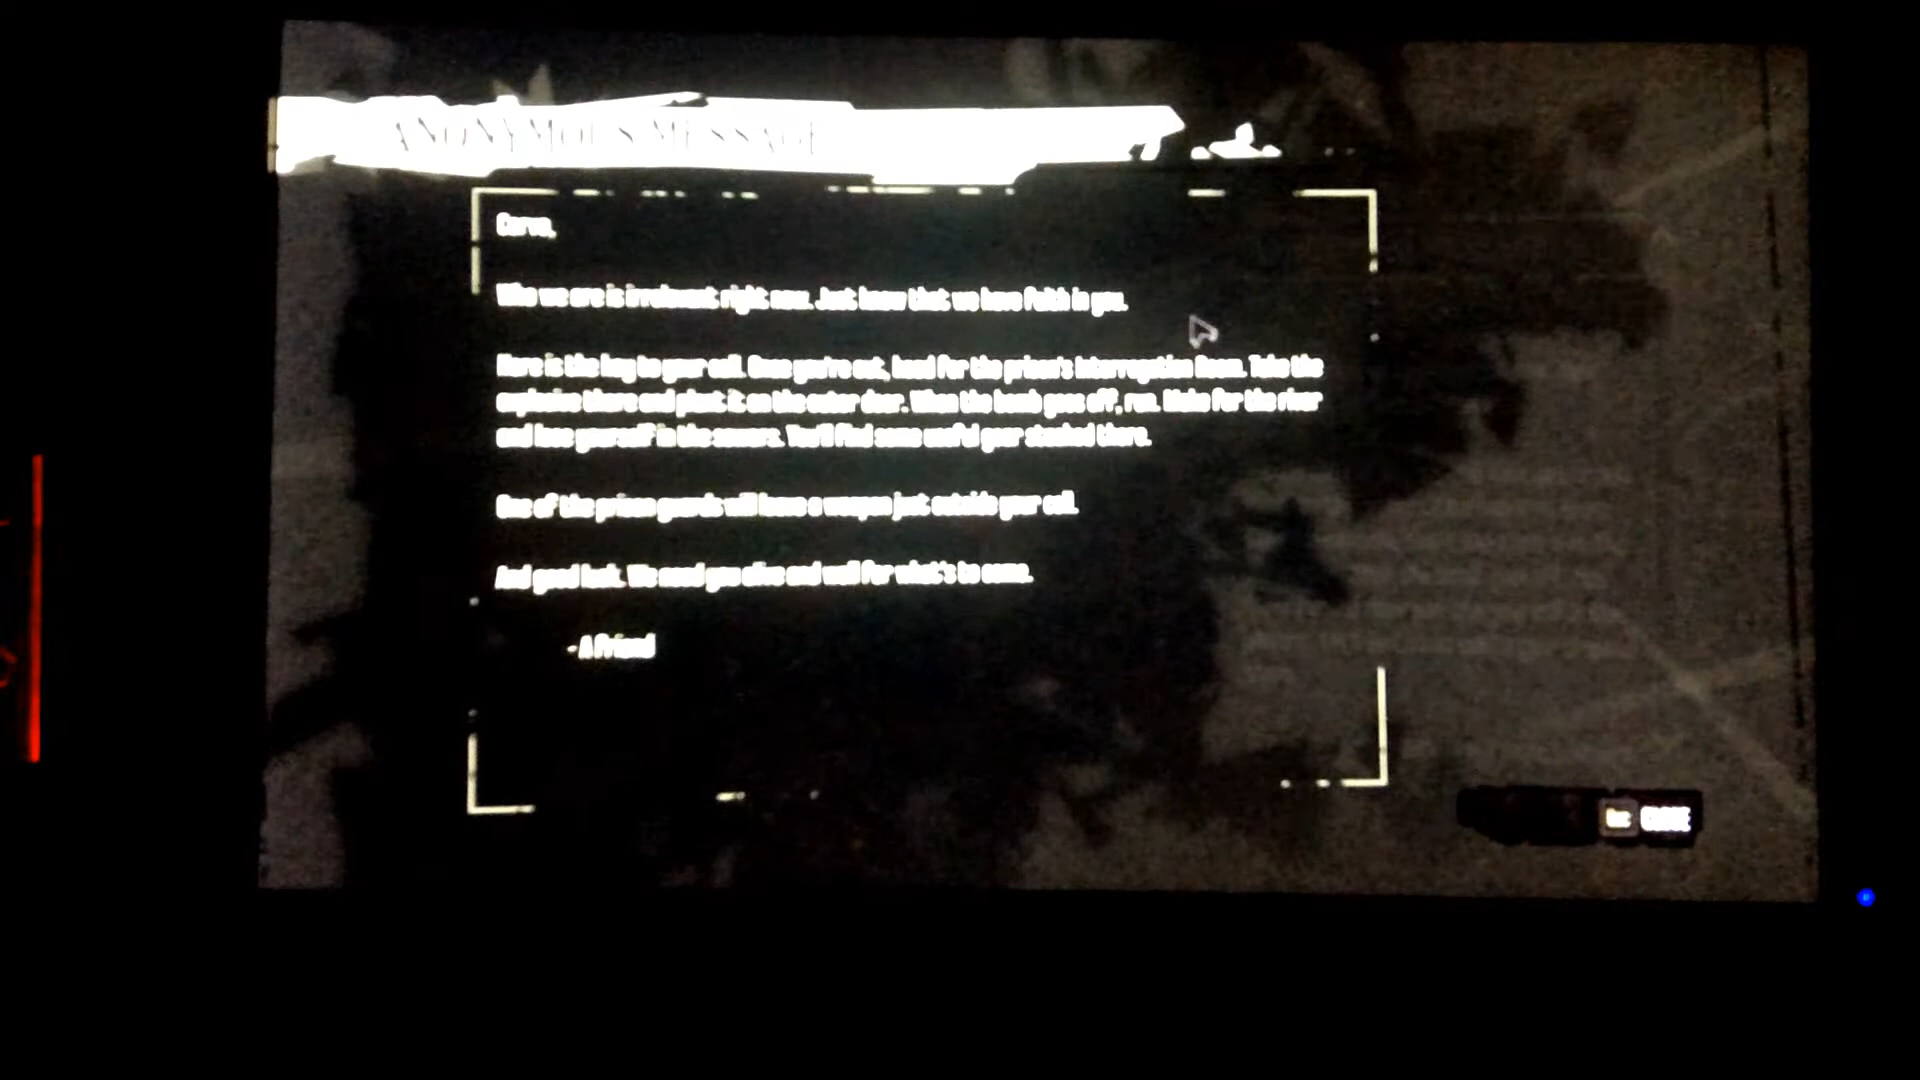 ANONYMOUS MESSAGE
Corvo,
Who we are is irrelevant right now. Just know that we have faith in you.
Here is the key to your cell. Once you're out, head for the prison's Interrogation Room. Take the
explosive there and plant it on the outer door. When the bomb goes off, run. Make for the river
and lose yourself in the sewers. You'll find some useful gear stashed there.
One of the prison guards will leave a weapon just outside your cell.
And good luck. We need you alive and well for what's to come.
- A Friend
Esc CLOSE